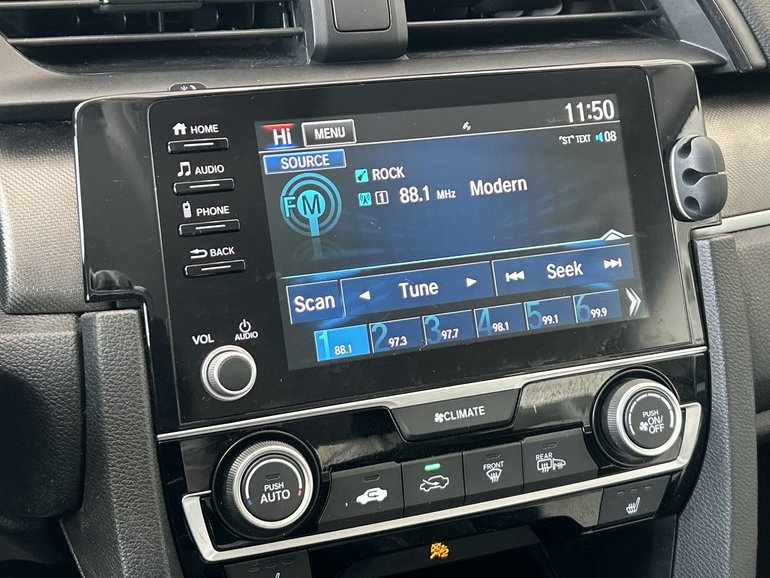 HOME
AUDIO
PHONE
BACK
VOL
AUDIO
Hi
MENU
11:50
"ST" TEXT 08
SOURCE
FM
ROCK
1 88.1 MHz Modern
Scan
Tune
Seek
1 88.1
2 97.3
3 97.7
4 98.1
5 99.1
6 99.9
CLIMATE
PUSH
AUTO
FRONT
REAR
PUSH
ON/
OFF